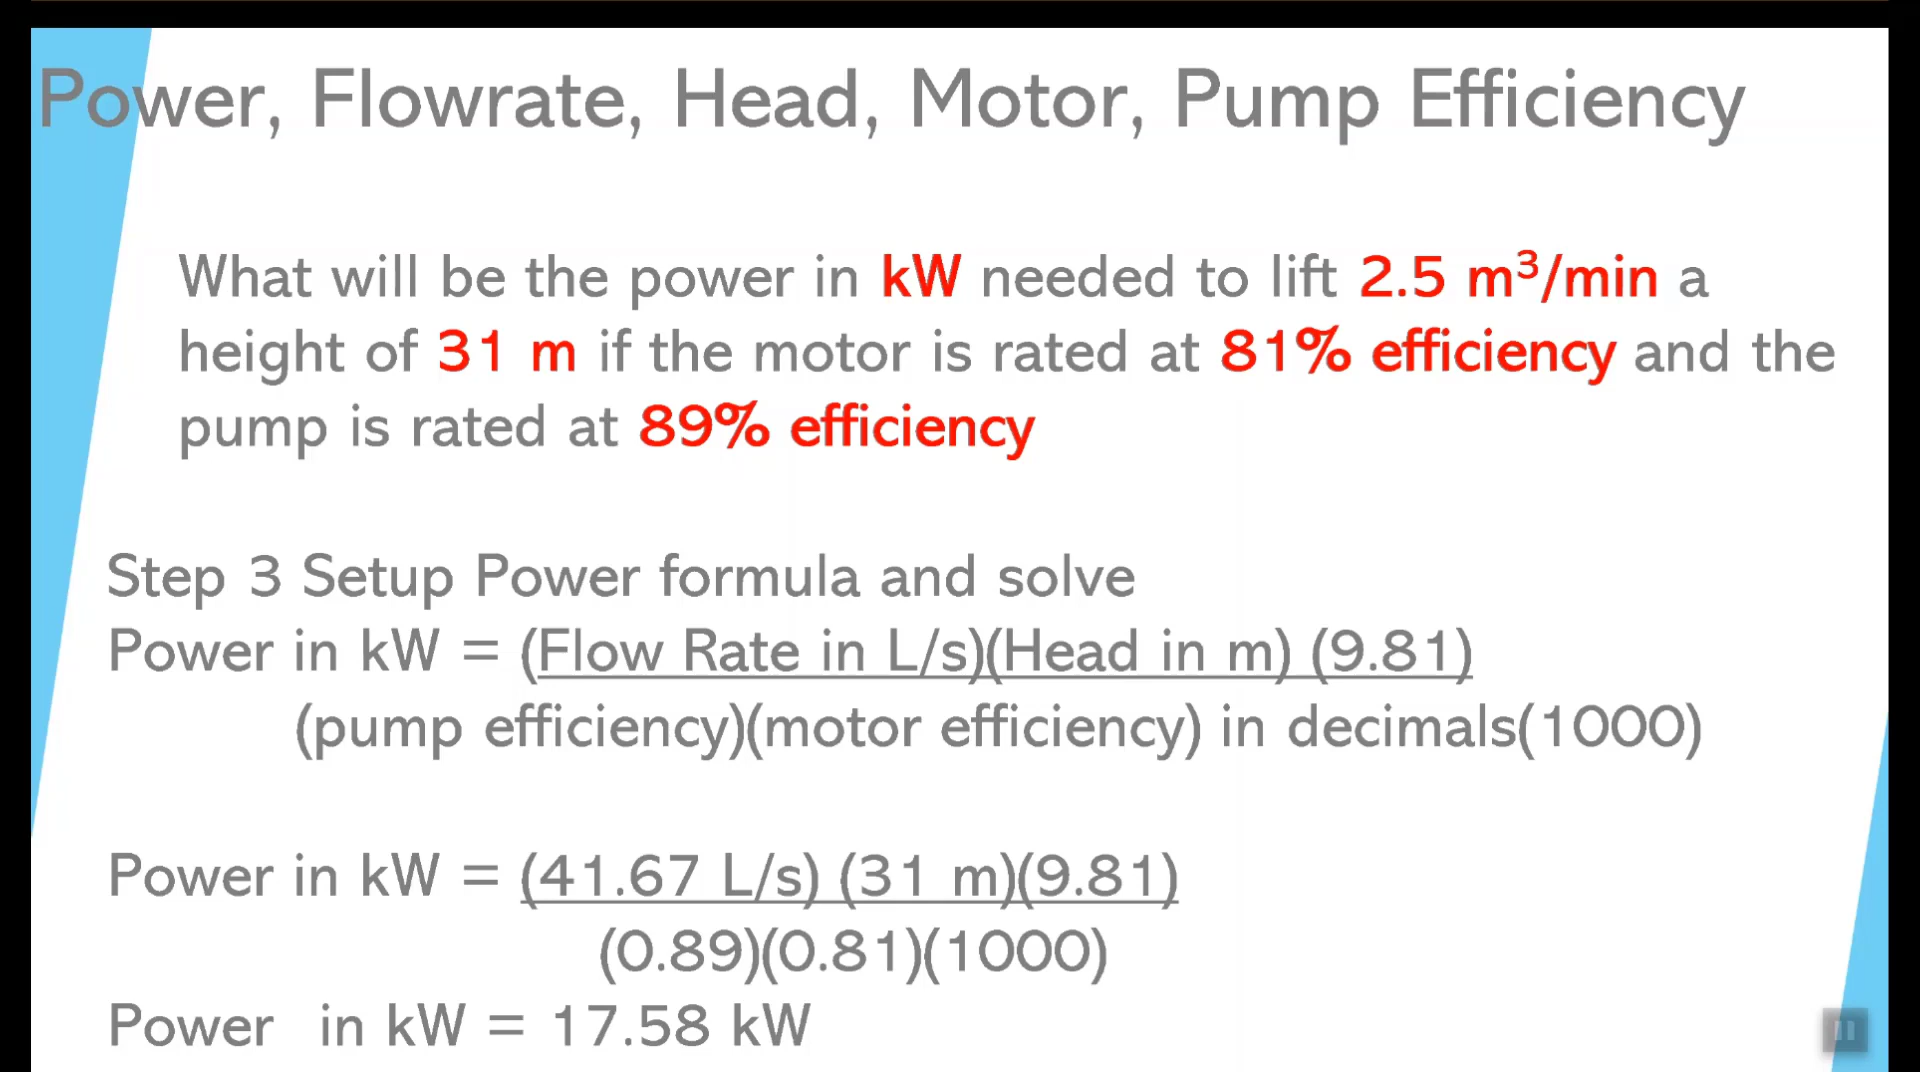 Power, Flowrate, Head, Motor, Pump Efficiency
What will be the power in kW needed to lift 2.5 m³/min a
height of 31 m if the motor is rated at 81% efficiency and the
pump is rated at 89% efficiency
Step 3 Setup Power formula and solve
Power in kW = (Flow Rate in L/s)(Head in m) (9.81)
(pump efficiency)(motor efficiency) in decimals(1000)
Power in kW = (41.67 L/s) (31 m)(9.81)
(0.89)(0.81)(1000)
Power in kW = 17.58 kW